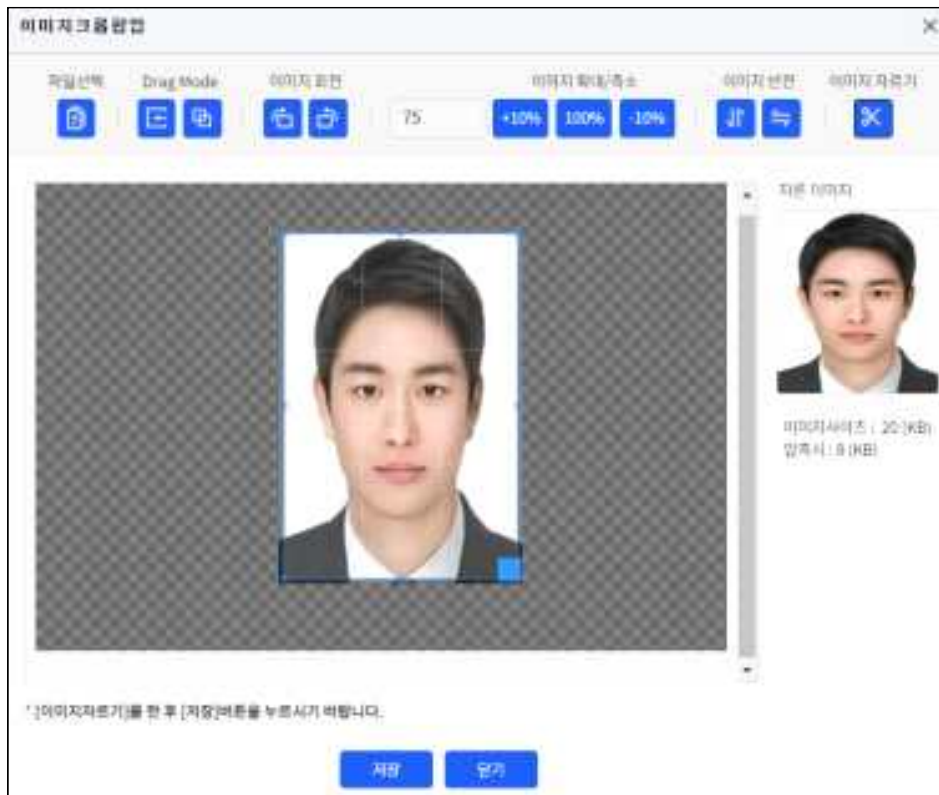 이미지크롭팝업
파일선택 Drag Mode 이미지 회전 이미지 확대/축소 이미지 반전 이미지 자르기
75 +10% 100% -10%
자른 이미지
이미지사이즈 : 20 (KB)
압축시 : 9 (KB)
* [이미지자르기]를 한 후 [저장]버튼을 누르시기 바랍니다.
저장 닫기